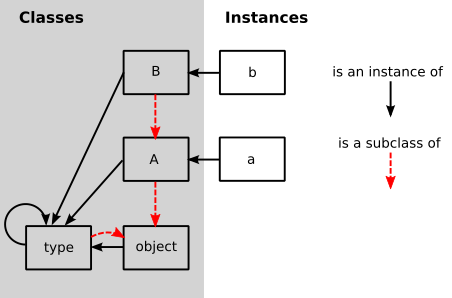 Classes
Instances
B
b
is an instance of
A
a
is a subclass of
type
object